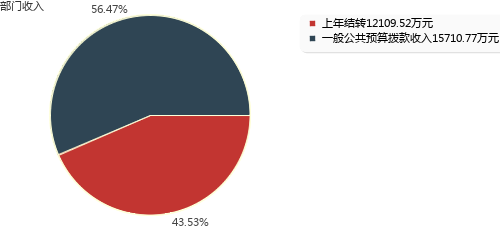 部门收入
56.47%
上年结转12109.52万元
一般公共预算拨款收入15710.77万元
43.53%